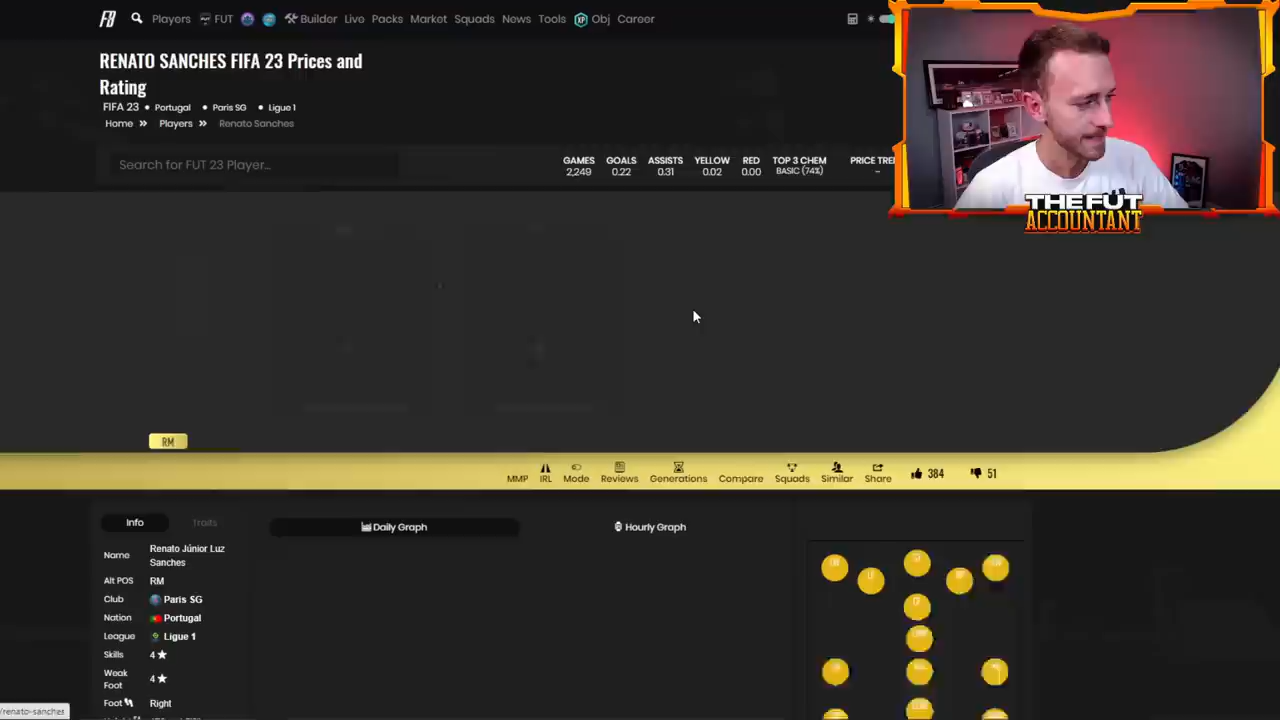 FB Players FUT Builder Live Packs Market Squads News Tools Obj Career
RENATO SANCHES FIFA 23 Prices and
Rating
FIFA 23 • Portugal • Paris SG • Ligue 1
Home » Players » Renato Sanches
Search for FUT 23 Player...
GAMES GOALS ASSISTS YELLOW RED TOP 3 CHEM PRICE
2,249 0.22 0.31 0.02 0.00 BASIC (74%) -
THE FUT
ACCOUNTANT
RM
MMP IRL Mode Reviews Generations Compare Squads Similar Share 384 51
Info Traits
Daily Graph Hourly Graph
Name Renato Júnior Luz
Sanches
Alt POS RM
Club Paris SG
Nation Portugal
League Ligue 1
Skills 4★
Weak
Foot 4★
Foot Right
/renato-sanches